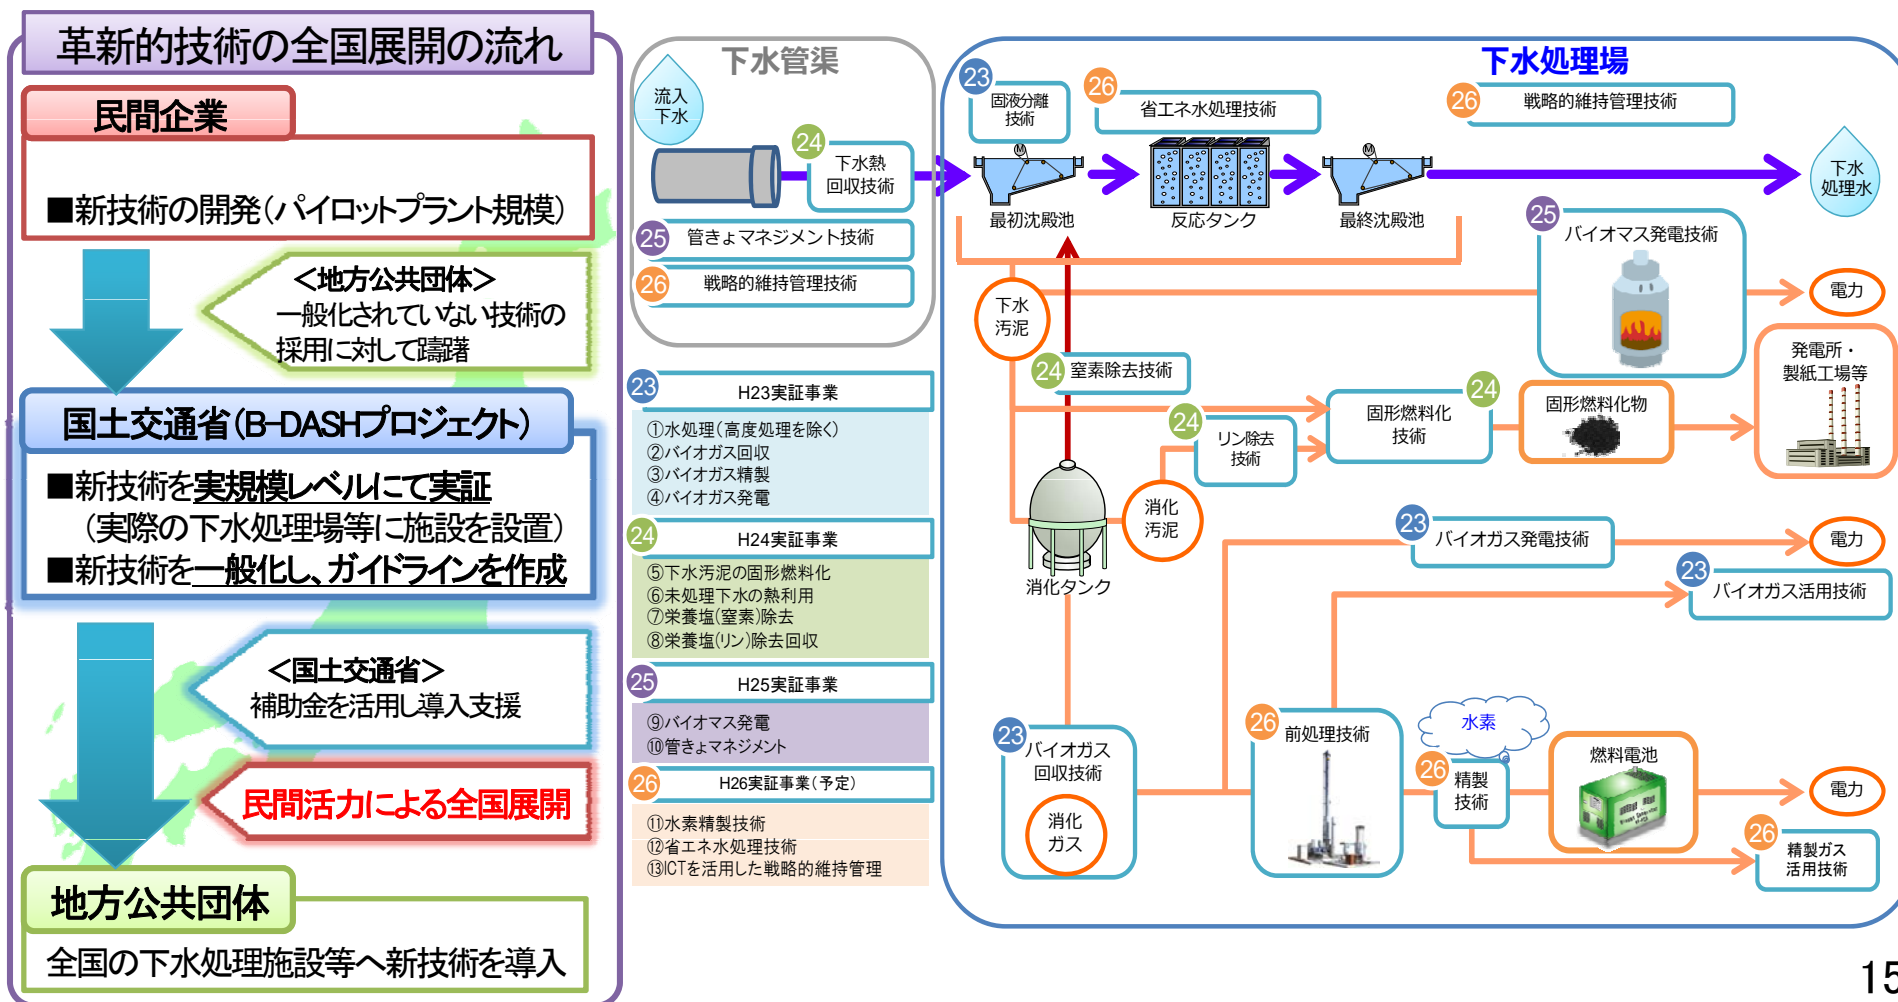 革新的技術の全国展開の流れ
民間企業
■新技術の開発(パイロットプラント規模)
<地方公共団体>
一般化されていない技術の
採用に対して躊躇
国土交通省(B-DASHプロジェクト)
■新技術を実規模レベルにて実証
(実際の下水処理場等に施設を設置)
■新技術を一般化し、ガイドラインを作成
<国土交通省>
補助金を活用し導入支援
民間活力による全国展開
地方公共団体
全国の下水処理施設等へ新技術を導入
下水管渠
流入
下水
24
下水熱
回収技術
25
管きょマネジメント技術
26
戦略的維持管理技術
23
H23実証事業
①水処理(高度処理を除く)
②バイオガス回収
③バイオガス精製
④バイオガス発電
24
H24実証事業
⑤下水汚泥の固形燃料化
⑥未処理下水の熱利用
⑦栄養塩(窒素)除去
⑧栄養塩(リン)除去回収
25
H25実証事業
⑨バイオマス発電
⑩管きょマネジメント
26
H26実証事業(予定)
⑪水素精製技術
⑫省エネ水処理技術
⑬ICTを活用した戦略的維持管理
下水処理場
23
固液分離
技術
26
省エネ水処理技術
26
戦略的維持管理技術
M
M
最初沈殿池
反応タンク
最終沈殿池
下水
処理水
25
バイオマス発電技術
電力
下水
汚泥
24
窒素除去技術
24
リン除去
技術
24
固形燃料化
技術
固形燃料化物
発電所・
製紙工場等
消化
汚泥
消化タンク
23
バイオガス発電技術
電力
23
バイオガス活用技術
23
バイオガス
回収技術
消化
ガス
26
前処理技術
水素
26
精製
技術
燃料電池
電力
26
精製ガス
活用技術
15